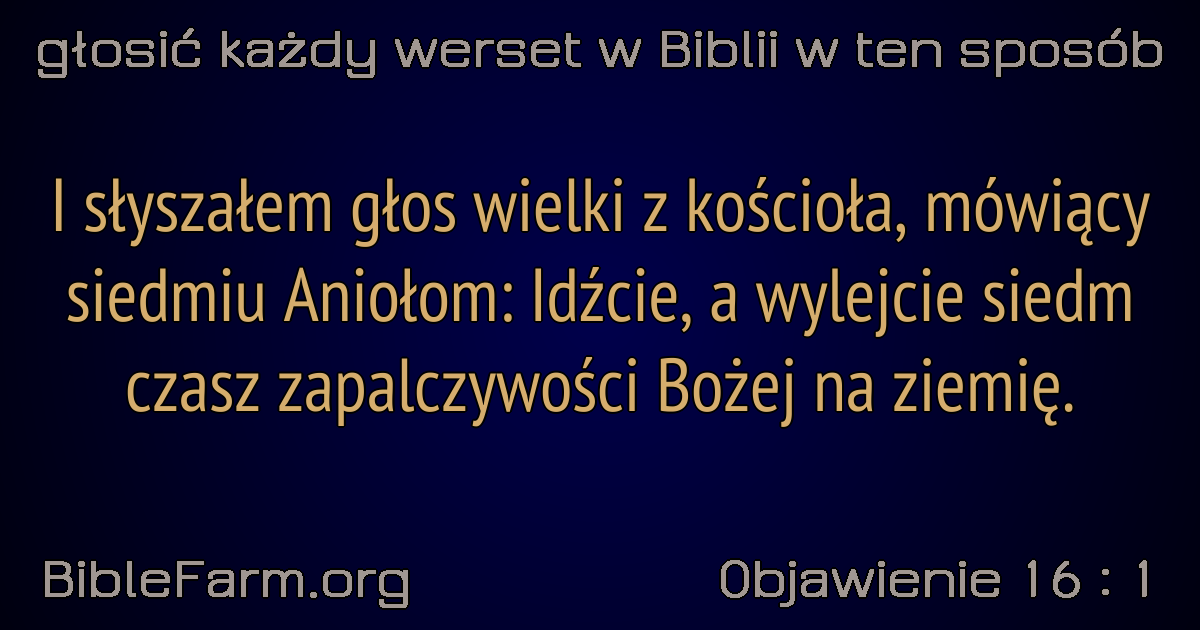 głosić każdy werset w Biblii w ten sposób
I słyszałem głos wielki z kościoła, mówiący
siedmiu Aniołom: Idźcie, a wylejcie siedm
czasz zapalczywości Bożej na ziemię.
BibleFarm.org
Objawienie 16 : 1